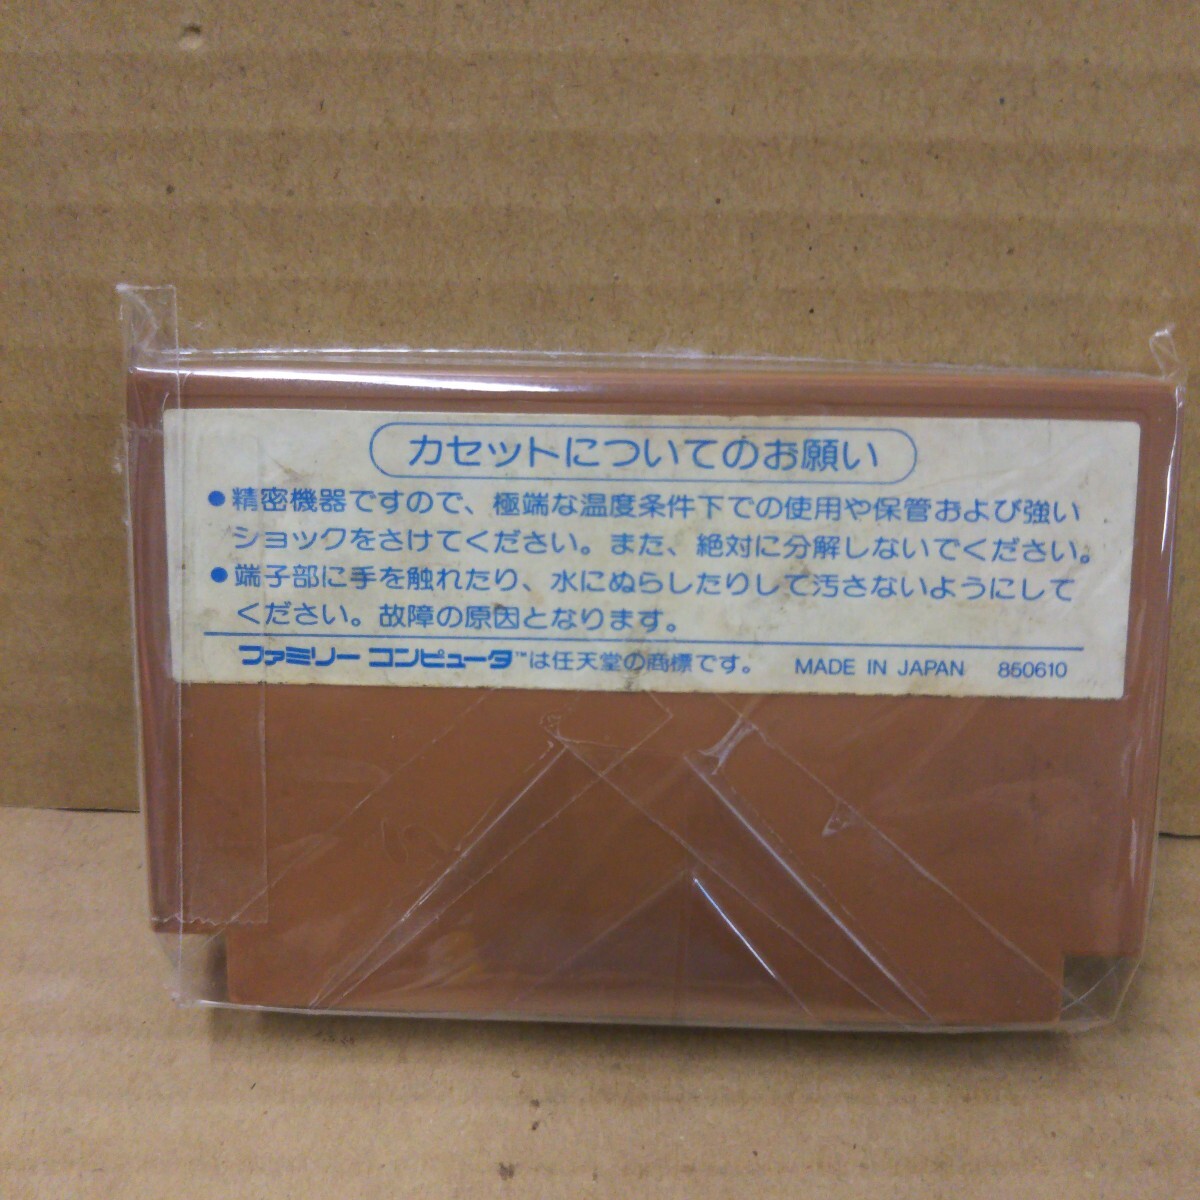 カセットについてのお願い
●精密機器ですので、極端な温度条件下での使用や保管および強い
ショックをさけてください。また、絶対に分解しないでください。
●端子部に手を触れたり、水にぬらしたりして汚さないようにして
ください。故障の原因となります。
ファミリー コンピュータ™は任天堂の商標です。 MADE IN JAPAN 860610